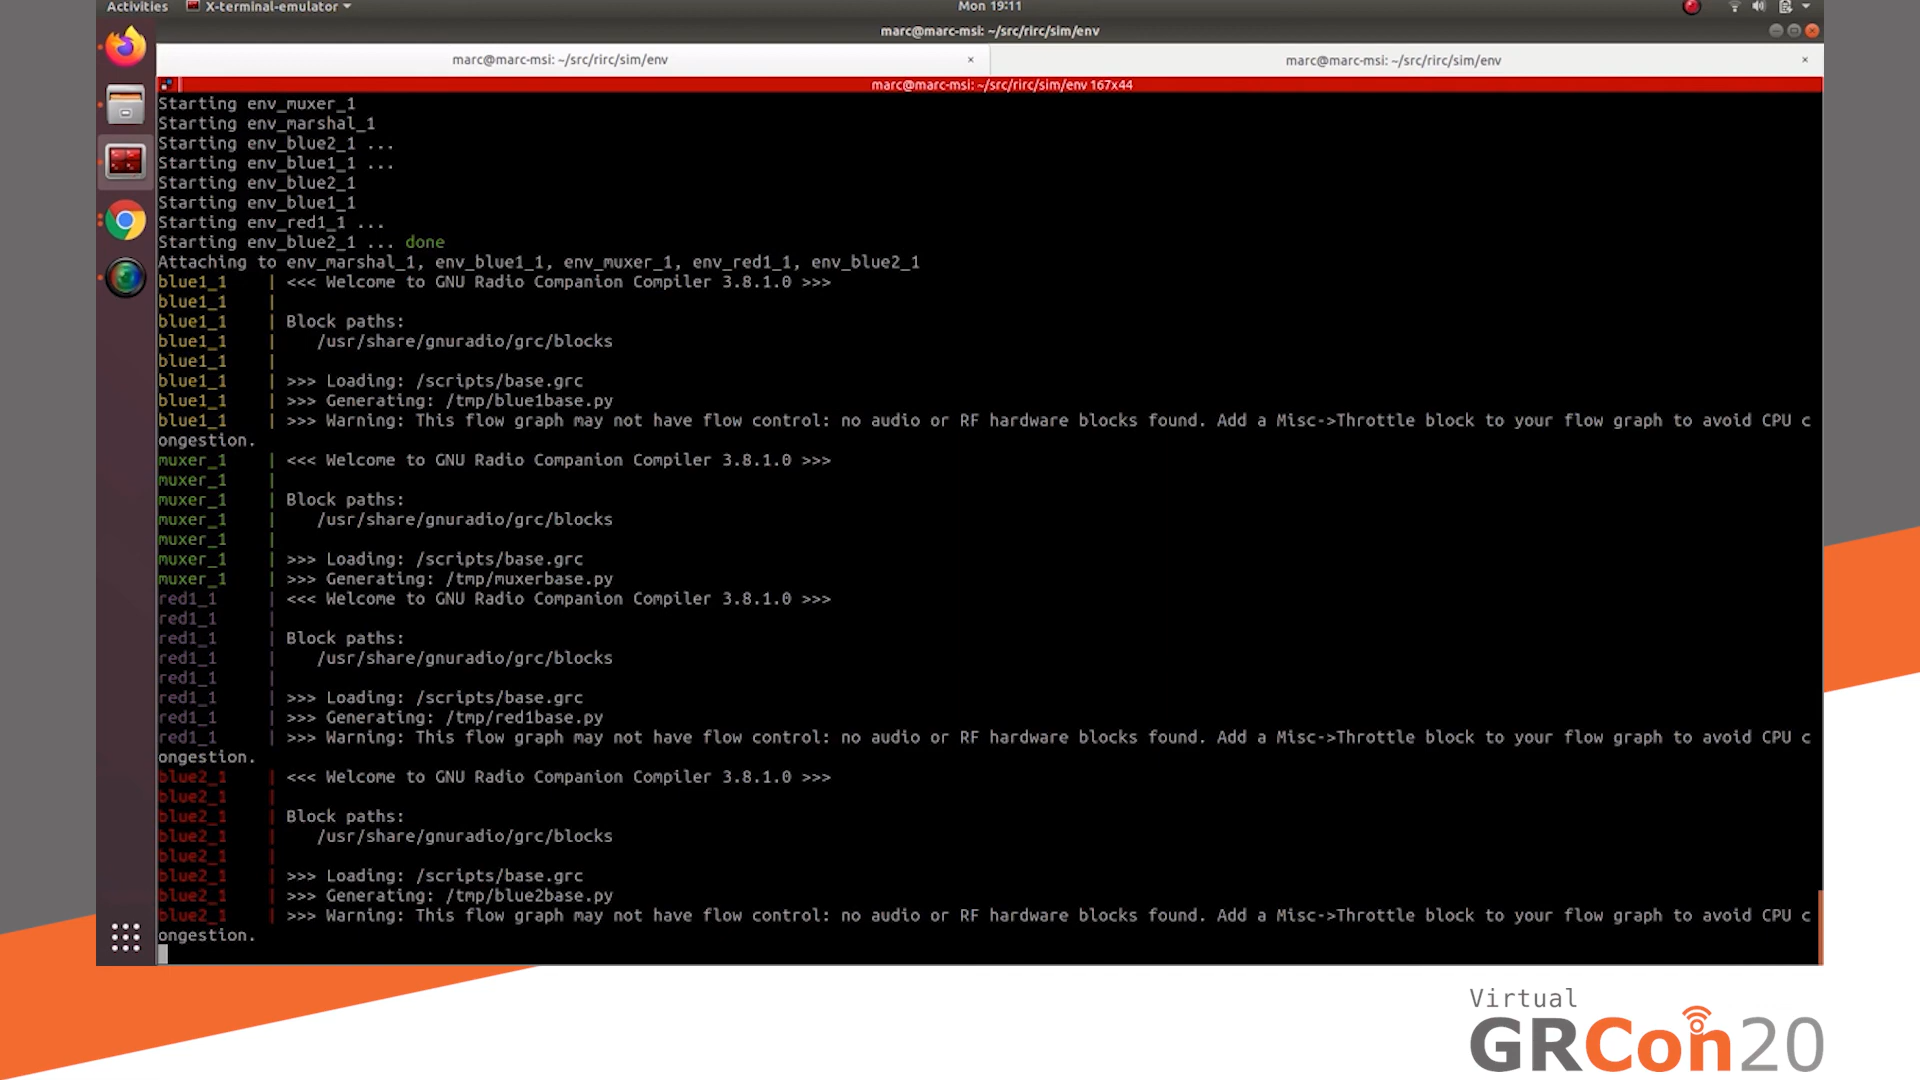 Activities X-terminal-emulator Mon 19:11
marc@marc-msi: ~/src/rirc/sim/env
marc@marc-msi: ~/src/rirc/sim/env × marc@marc-msi: ~/src/rirc/sim/env ×
marc@marc-msi: ~/src/rirc/sim/env 167x44
Starting env_muxer_1
Starting env_marshal_1
Starting env_blue2_1 ...
Starting env_blue1_1 ...
Starting env_blue2_1
Starting env_blue1_1
Starting env_red1_1 ...
Starting env_blue2_1 ... done
Attaching to env_marshal_1, env_blue1_1, env_muxer_1, env_red1_1, env_blue2_1
blue1_1 | <<< Welcome to GNU Radio Companion Compiler 3.8.1.0 >>>
blue1_1 |
blue1_1 | Block paths:
blue1_1 | /usr/share/gnuradio/grc/blocks
blue1_1 |
blue1_1 | >>> Loading: /scripts/base.grc
blue1_1 | >>> Generating: /tmp/blue1base.py
blue1_1 | >>> Warning: This flow graph may not have flow control: no audio or RF hardware blocks found. Add a Misc->Throttle block to your flow graph to avoid CPU c
ongestion.
muxer_1 | <<< Welcome to GNU Radio Companion Compiler 3.8.1.0 >>>
muxer_1 |
muxer_1 | Block paths:
muxer_1 | /usr/share/gnuradio/grc/blocks
muxer_1 |
muxer_1 | >>> Loading: /scripts/base.grc
muxer_1 | >>> Generating: /tmp/muxerbase.py
red1_1 | <<< Welcome to GNU Radio Companion Compiler 3.8.1.0 >>>
red1_1 |
red1_1 | Block paths:
red1_1 | /usr/share/gnuradio/grc/blocks
red1_1 |
red1_1 | >>> Loading: /scripts/base.grc
red1_1 | >>> Generating: /tmp/red1base.py
red1_1 | >>> Warning: This flow graph may not have flow control: no audio or RF hardware blocks found. Add a Misc->Throttle block to your flow graph to avoid CPU c
ongestion.
blue2_1 | <<< Welcome to GNU Radio Companion Compiler 3.8.1.0 >>>
blue2_1 |
blue2_1 | Block paths:
blue2_1 | /usr/share/gnuradio/grc/blocks
blue2_1 |
blue2_1 | >>> Loading: /scripts/base.grc
blue2_1 | >>> Generating: /tmp/blue2base.py
blue2_1 | >>> Warning: This flow graph may not have flow control: no audio or RF hardware blocks found. Add a Misc->Throttle block to your flow graph to avoid CPU c
ongestion.
Virtual
GRCon20